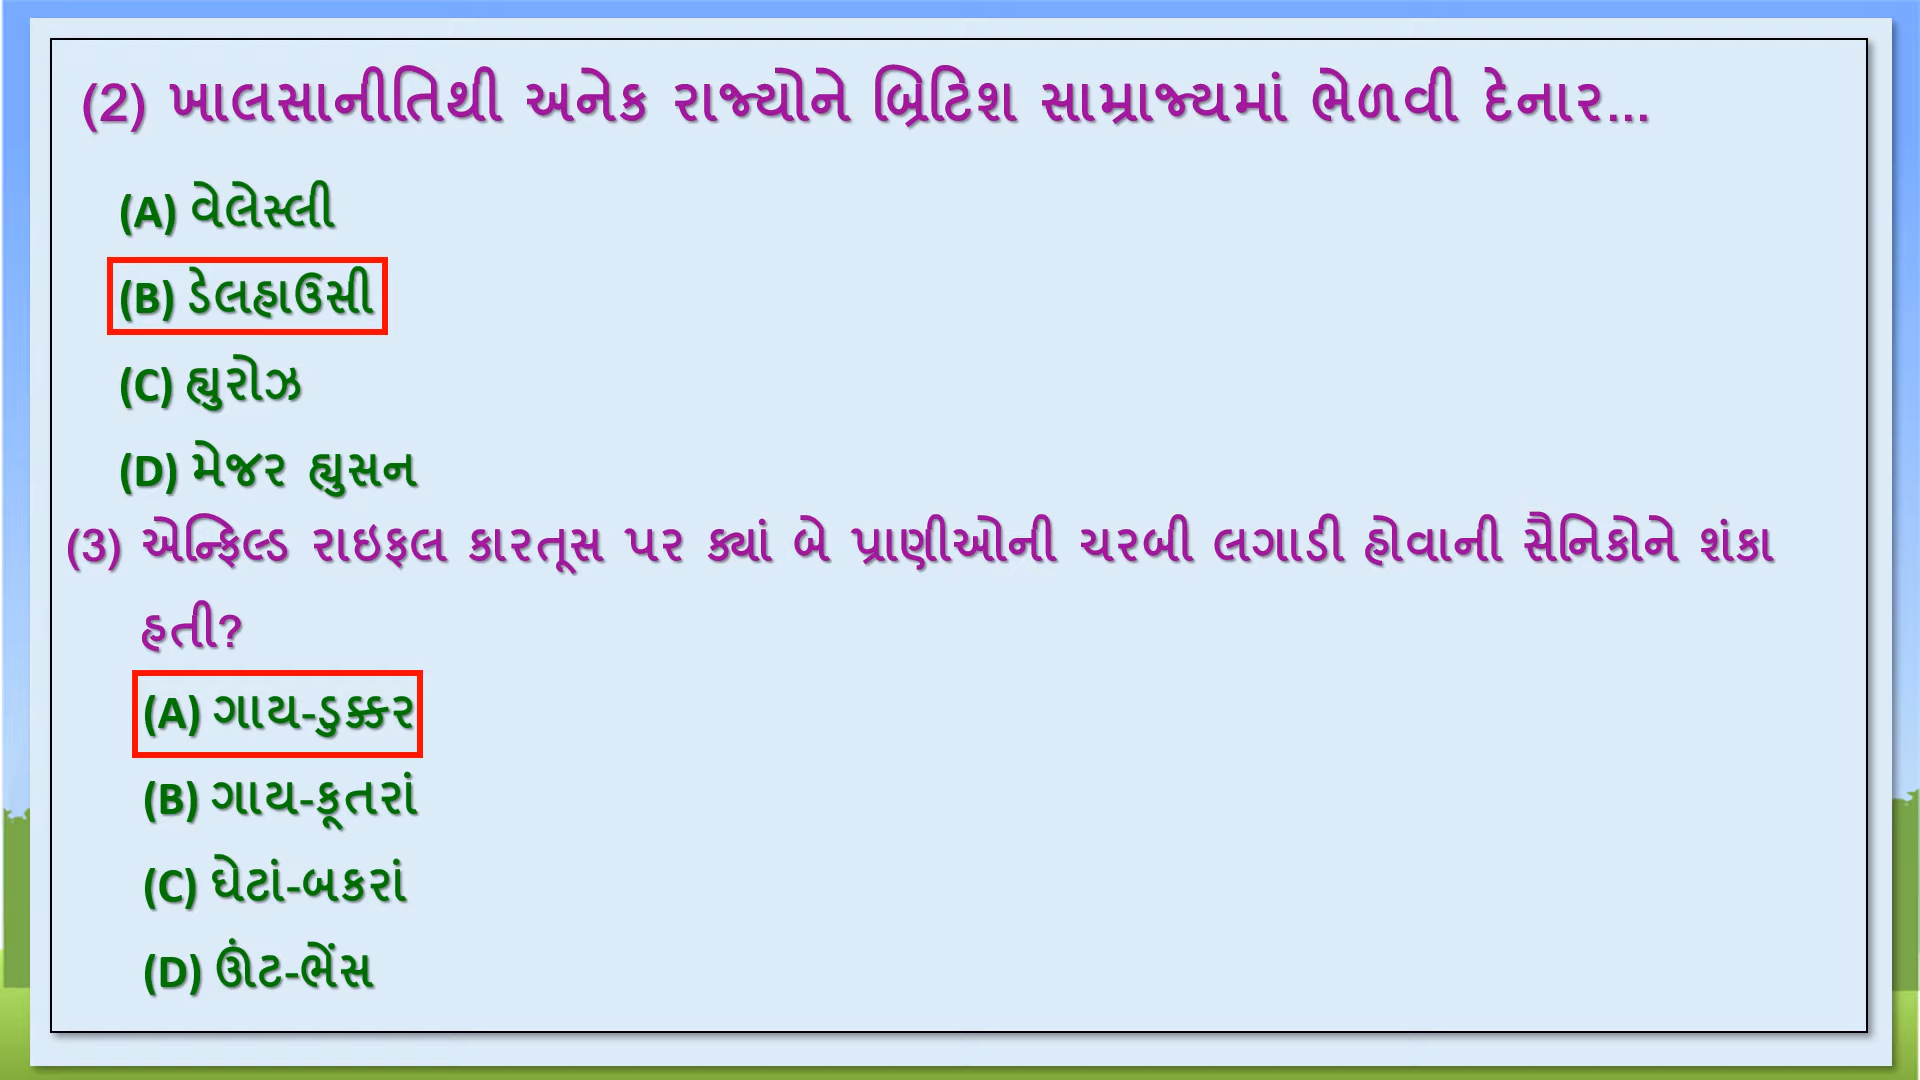 (2) ખાલસાનીતિથી અનેક રાજ્યોને બ્રિટિશ સામ્રાજ્યમાં ભેળવી દેનાર...
(A) વેલેસ્લી
(B) ડેલહાઉસી
(C) હ્યુરોઝ
(D) મેજર હ્યુસન
(3) એન્ફિલ્ડ રાઇફલ કારતૂસ પર ક્યાં બે પ્રાણીઓની ચરબી લગાડી હોવાની સૈનિકોને શંકા
હતી?
(A) ગાય-ડુક્કર
(B) ગાય-કૂતરાં
(C) ઘેટાં-બકરાં
(D) ઊંટ-ભેંસ